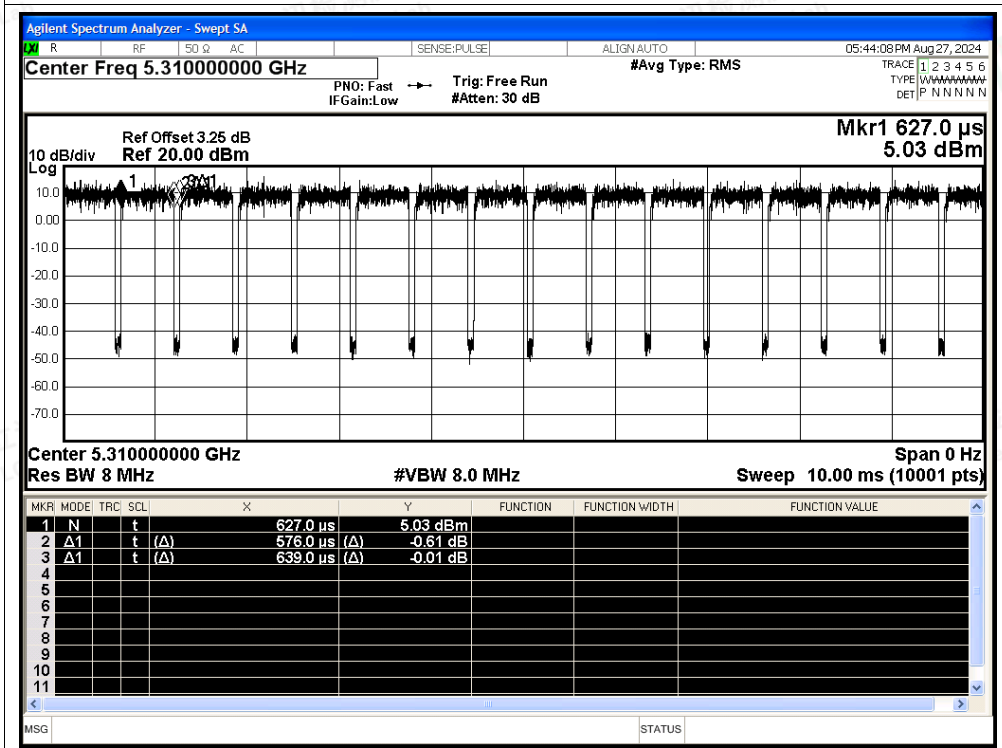 Agilent Spectrum Analyzer - Swept SA
LXI R RF 50 Ω AC SENSE:PULSE ALIGN AUTO 05:44:08 PM Aug 27, 2024
Center Freq 5.310000000 GHz #Avg Type: RMS TRACE 1 2 3 4 5 6
PNO: Fast Trig: Free Run TYPE WWWWWW
IFGain:Low #Atten: 30 dB DET P N N N N N
Mkr1 627.0 µs
Ref Offset 3.25 dB
10 dB/div Ref 20.00 dBm 5.03 dBm
Log
1 2 3Δ1
10.0
0.00
-10.0
-20.0
-30.0
-40.0
-50.0
-60.0
-70.0
Center 5.310000000 GHz Span 0 Hz
Res BW 8 MHz #VBW 8.0 MHz Sweep 10.00 ms (10001 pts)
MKR MODE TRC SCL X Y FUNCTION FUNCTION WIDTH FUNCTION VALUE
1 N t 627.0 µs 5.03 dBm
2 Δ1 t (Δ) 576.0 µs (Δ) -0.61 dB
3 Δ1 t (Δ) 639.0 µs (Δ) -0.01 dB
4
5
6
7
8
9
10
11
MSG STATUS